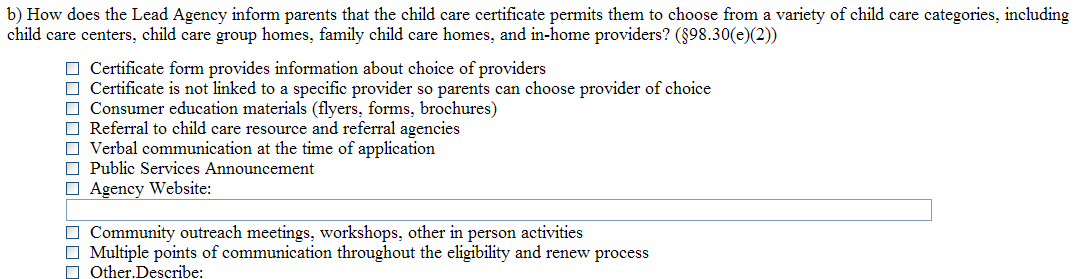 b) How does the Lead Agency inform parents that the child care certificate permits them to choose from a variety of child care categories, including
child care centers, child care group homes, family child care homes, and in-home providers? (§98.30(e)(2))
Certificate form provides information about choice of providers
Certificate is not linked to a specific provider so parents can choose provider of choice
Consumer education materials (flyers, forms, brochures)
Referral to child care resource and referral agencies
Verbal communication at the time of application
Public Services Announcement
Agency Website:
Community outreach meetings, workshops, other in person activities
Multiple points of communication throughout the eligibility and renew process
Other.Describe: